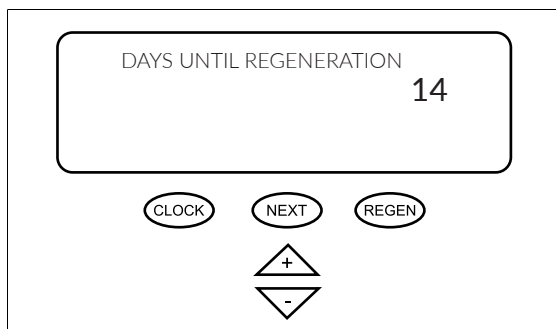 DAYS UNTIL REGENERATION
14
CLOCK NEXT REGEN
+
-